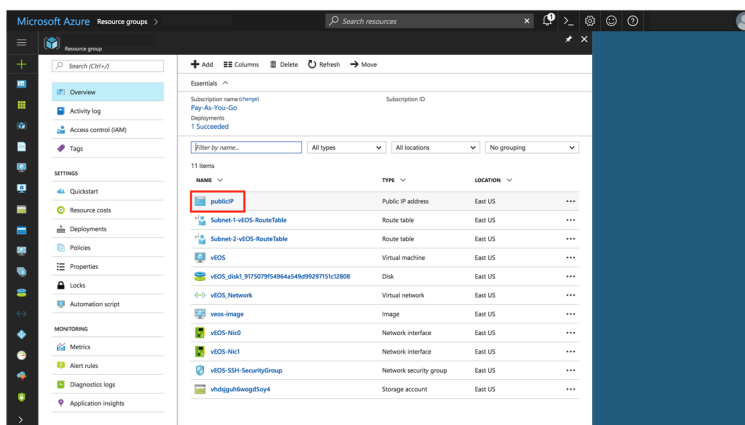 Microsoft Azure Resource groups >
Search resources
Resource group
Search (Ctrl+/)
Overview
Activity log
Access control (IAM)
Tags
SETTINGS
Quickstart
Resource costs
Deployments
Policies
Properties
Locks
Automation script
MONITORING
Metrics
Alert rules
Diagnostics logs
Application insights
Add Columns Delete Refresh Move
Essentials
Subscription name (change) Subscription ID
Pay-As-You-Go
Deployments
1 Succeeded
Filter by name... All types All locations No grouping
11 items
NAME TYPE LOCATION
publicIP Public IP address East US
Subnet-1-vEOS-RouteTable Route table East US
Subnet-2-vEOS-RouteTable Route table East US
vEOS Virtual machine East US
vEOS_disk1_9175079f54964a549d99297151c12808 Disk East US
vEOS_Network Virtual network East US
veos-image Image East US
vEOS-Nic0 Network interface East US
vEOS-Nic1 Network interface East US
vEOS-SSH-SecurityGroup Network security group East US
vhdsjguh6wogd5oy4 Storage account East US